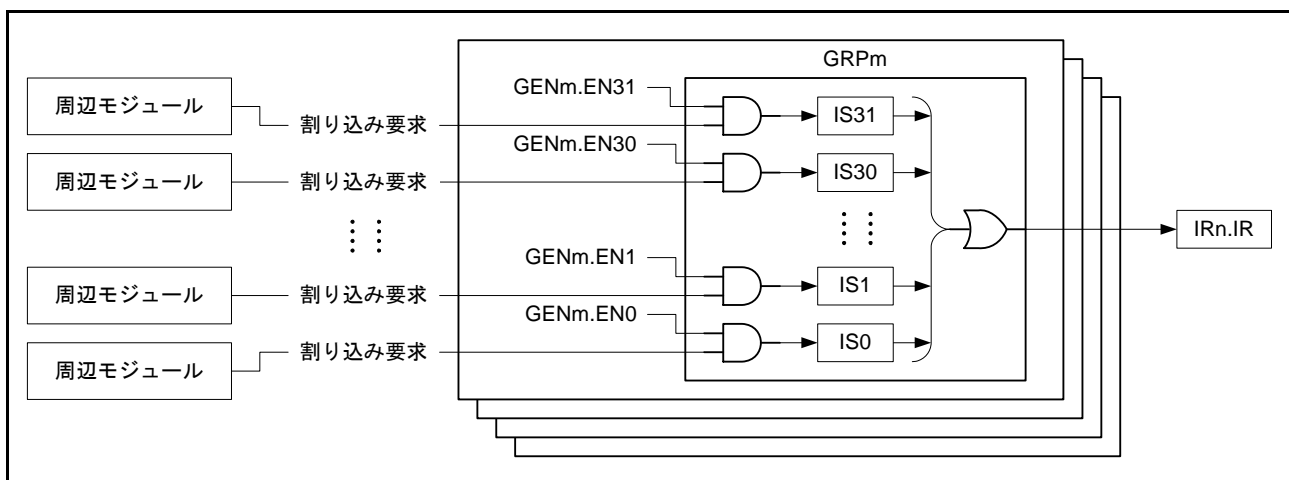 GRPm
周辺モジュール
割り込み要求
GENm.EN31
IS31
周辺モジュール
割り込み要求
GENm.EN30
IS30
IRn.IR
周辺モジュール
割り込み要求
GENm.EN1
IS1
周辺モジュール
割り込み要求
GENm.EN0
IS0